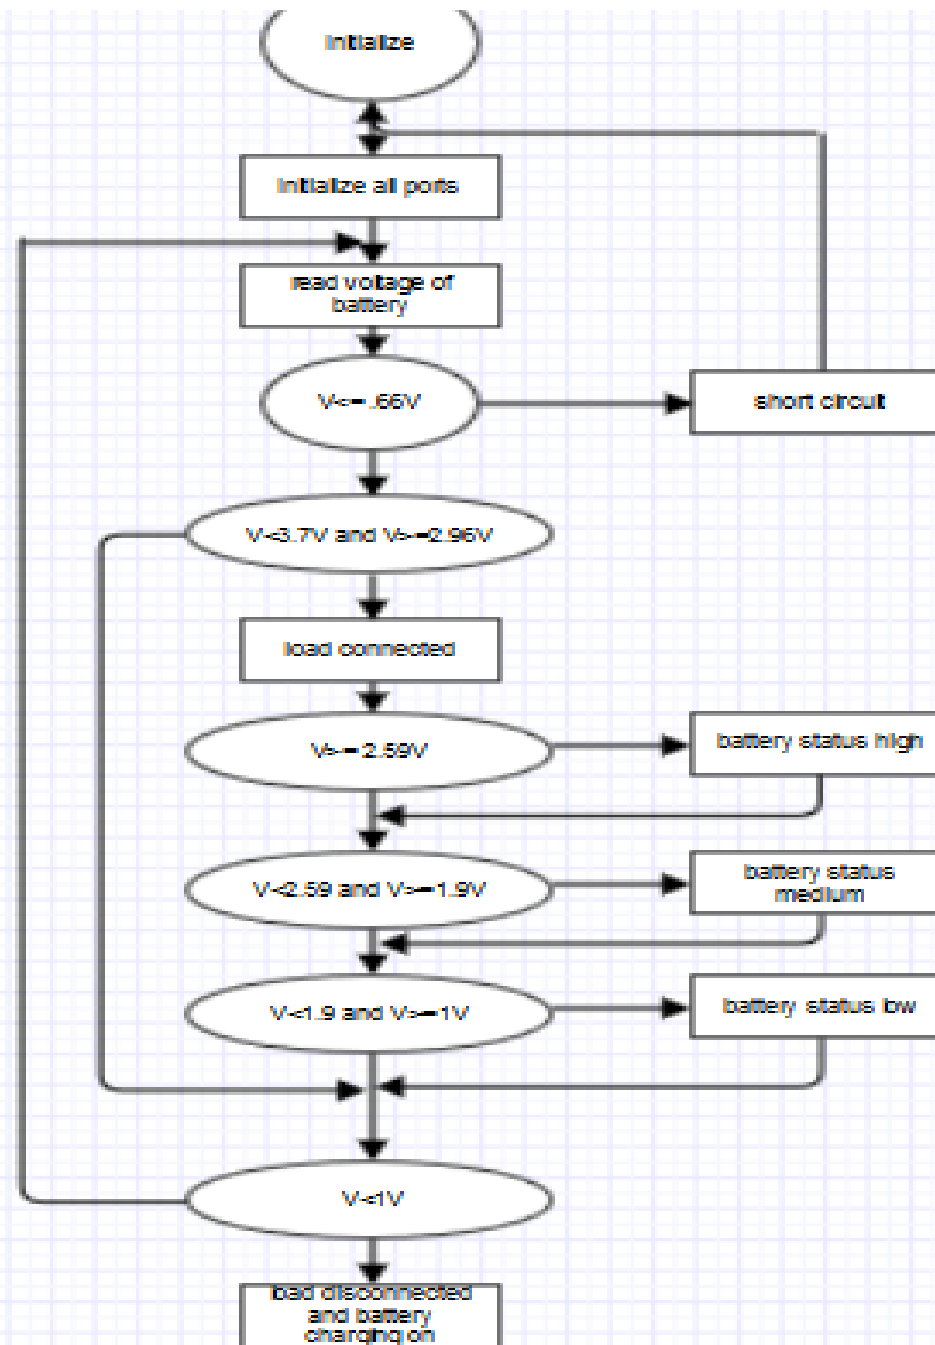 initialize
initialize all ports
read voltage of
battery
V<=.66V
short circuit
V<3.7V and V>=2.96V
load connected
V>=2.59V
battery status high
V<2.59 and V>=1.9V
battery status
medium
V<1.9 and V>=1V
battery status low
V<1V
load disconnected
and battery
charging on